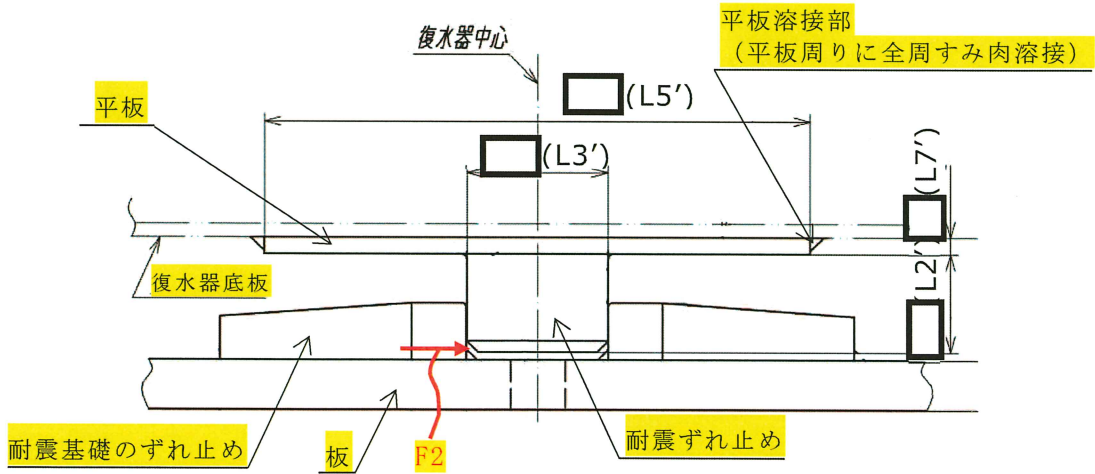 復水器中心
平板溶接部
（平板周りに全周すみ肉溶接）
(L5')
平板
(L3')
(L7')
復水器底板
(L2')
耐震基礎のずれ止め
板
F2
耐震ずれ止め